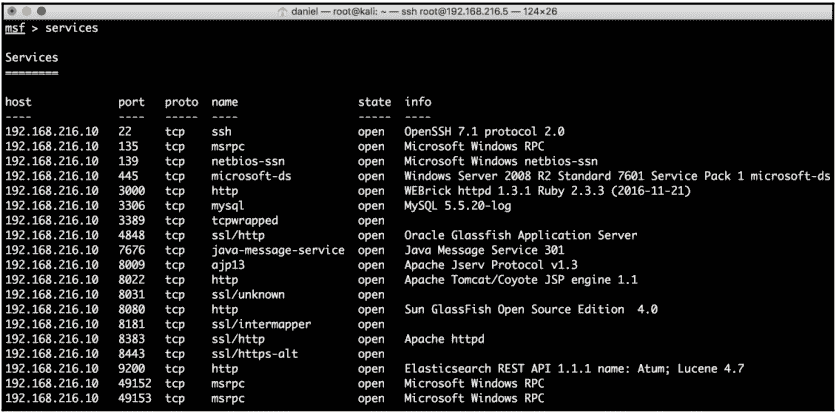 daniel — root@kali: ~ — ssh root@192.168.216.5 — 124×26
msf > services
Services
========
host port proto name state info
---- ---- ----- ---- ----- ----
192.168.216.10 22 tcp ssh open OpenSSH 7.1 protocol 2.0
192.168.216.10 135 tcp msrpc open Microsoft Windows RPC
192.168.216.10 139 tcp netbios-ssn open Microsoft Windows netbios-ssn
192.168.216.10 445 tcp microsoft-ds open Windows Server 2008 R2 Standard 7601 Service Pack 1 microsoft-ds
192.168.216.10 3000 tcp http open WEBrick httpd 1.3.1 Ruby 2.3.3 (2016-11-21)
192.168.216.10 3306 tcp mysql open MySQL 5.5.20-log
192.168.216.10 3389 tcp tcpwrapped open
192.168.216.10 4848 tcp ssl/http open Oracle Glassfish Application Server
192.168.216.10 7676 tcp java-message-service open Java Message Service 301
192.168.216.10 8009 tcp ajp13 open Apache Jserv Protocol v1.3
192.168.216.10 8022 tcp http open Apache Tomcat/Coyote JSP engine 1.1
192.168.216.10 8031 tcp ssl/unknown open
192.168.216.10 8080 tcp http open Sun GlassFish Open Source Edition 4.0
192.168.216.10 8181 tcp ssl/intermapper open
192.168.216.10 8383 tcp ssl/http open Apache httpd
192.168.216.10 8443 tcp ssl/https-alt open
192.168.216.10 9200 tcp http open Elasticsearch REST API 1.1.1 name: Atum; Lucene 4.7
192.168.216.10 49152 tcp msrpc open Microsoft Windows RPC
192.168.216.10 49153 tcp msrpc open Microsoft Windows RPC